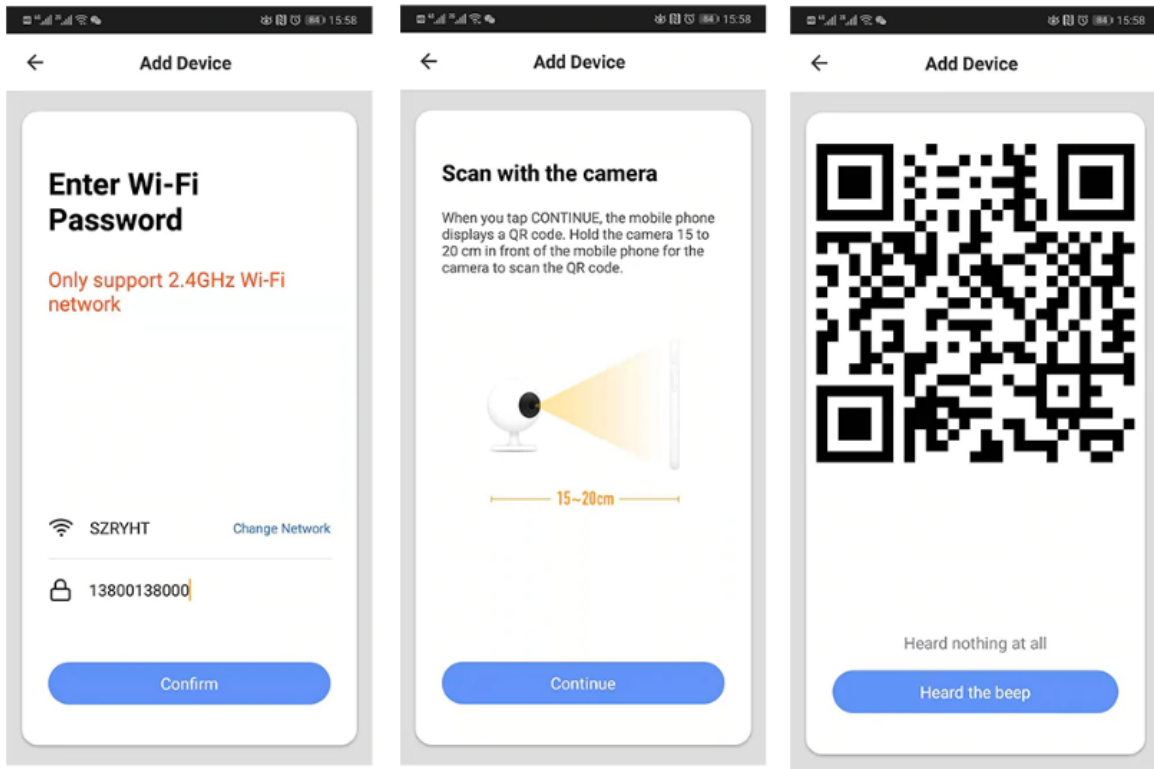 84 15:58
Add Device
Enter Wi-Fi
Password
Only support 2.4GHz Wi-Fi
network
SZRYHT
Change Network
13800138000
Confirm
84 15:58
Add Device
Scan with the camera
When you tap CONTINUE, the mobile phone
displays a QR code. Hold the camera 15 to
20 cm in front of the mobile phone for the
camera to scan the QR code.
15~20cm
Continue
84 15:58
Add Device
Heard nothing at all
Heard the beep